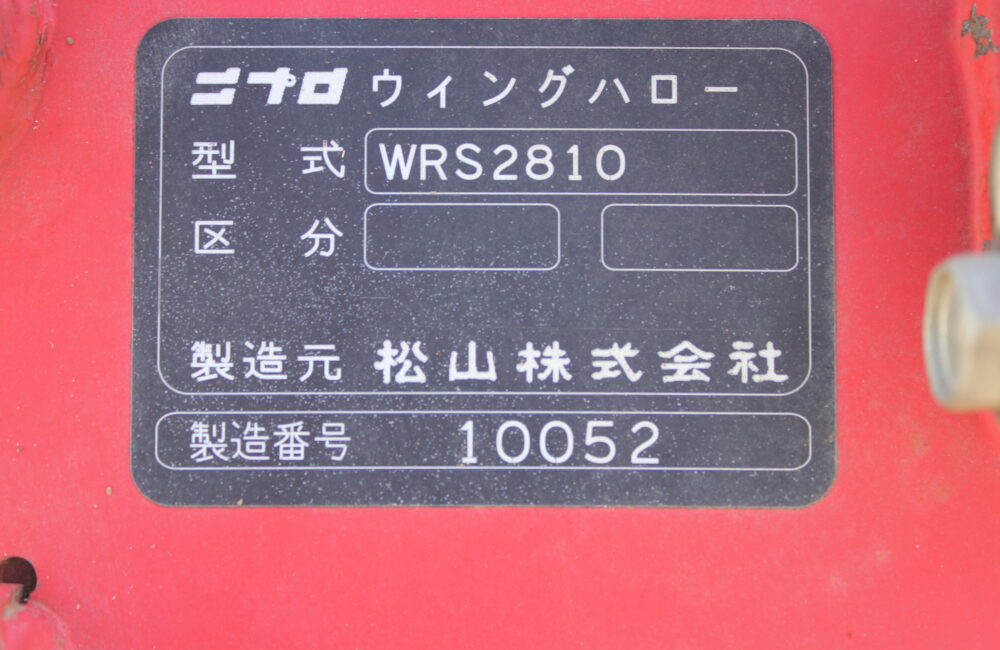 ニプロ ウィングハロー
型式 WRS2810
区分
製造元 松山株式会社
製造番号 10052